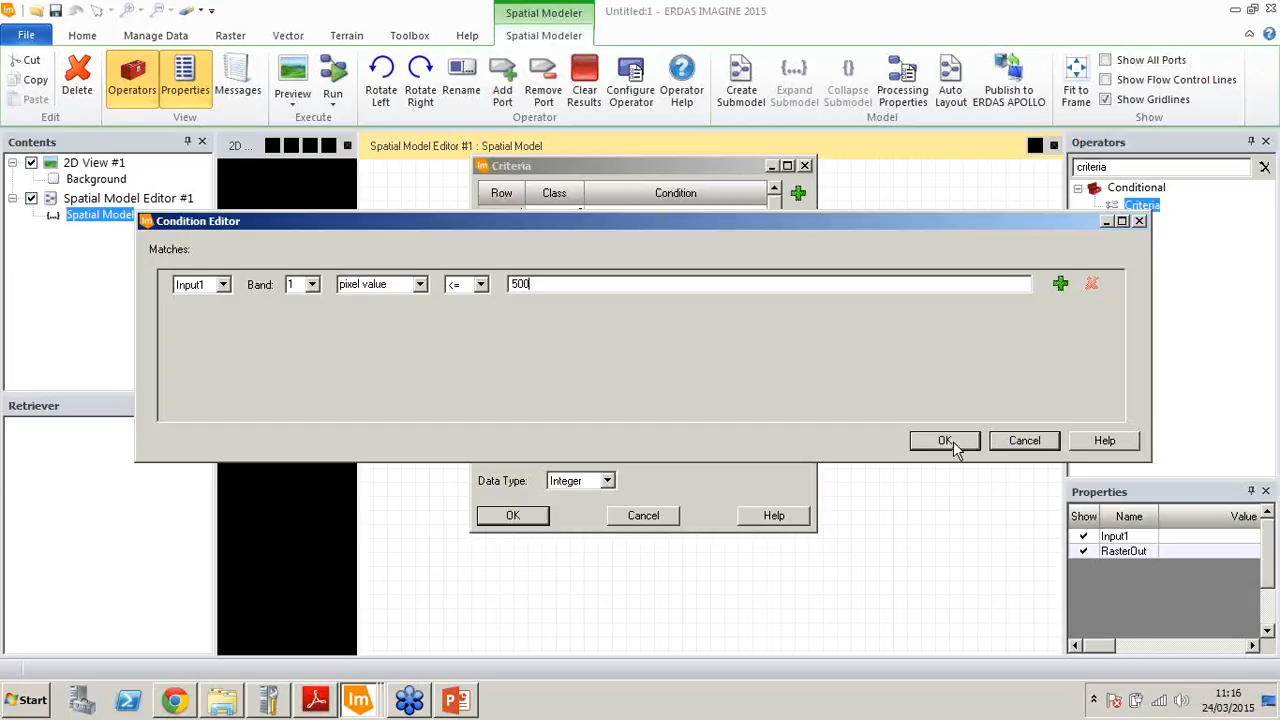 Spatial Modeler
Untitled:1 - ERDAS IMAGINE 2015
File Home Manage Data Raster Vector Terrain Toolbox Help Spatial Modeler
Cut
Copy
Paste
Delete
Operators
Properties
Messages
Preview
Run
Rotate Left
Rotate Right
Rename
Add Port
Remove Port
Clear Results
Configure Operator
Operator Help
Create Submodel
Expand Submodel
Collapse Submodel
Processing Properties
Auto Layout
Publish to ERDAS APOLLO
Fit to Frame
Show All Ports
Show Flow Control Lines
Show Gridlines
Edit View Execute Operator Model Show
Contents
2D View #1
Background
Spatial Model Editor #1
Spatial Model
2D ...
Spatial Model Editor #1 : Spatial Model
Operators
criteria
Conditional
Criteria
Criteria
Row Class Condition
Condition Editor
Matches:
Input1 Band: 1 pixel value <= 500
OK Cancel Help
Data Type: Integer
OK Cancel Help
Retriever
Properties
Show Name Value
Input1
RasterOut
Start
11:16
24/03/2015